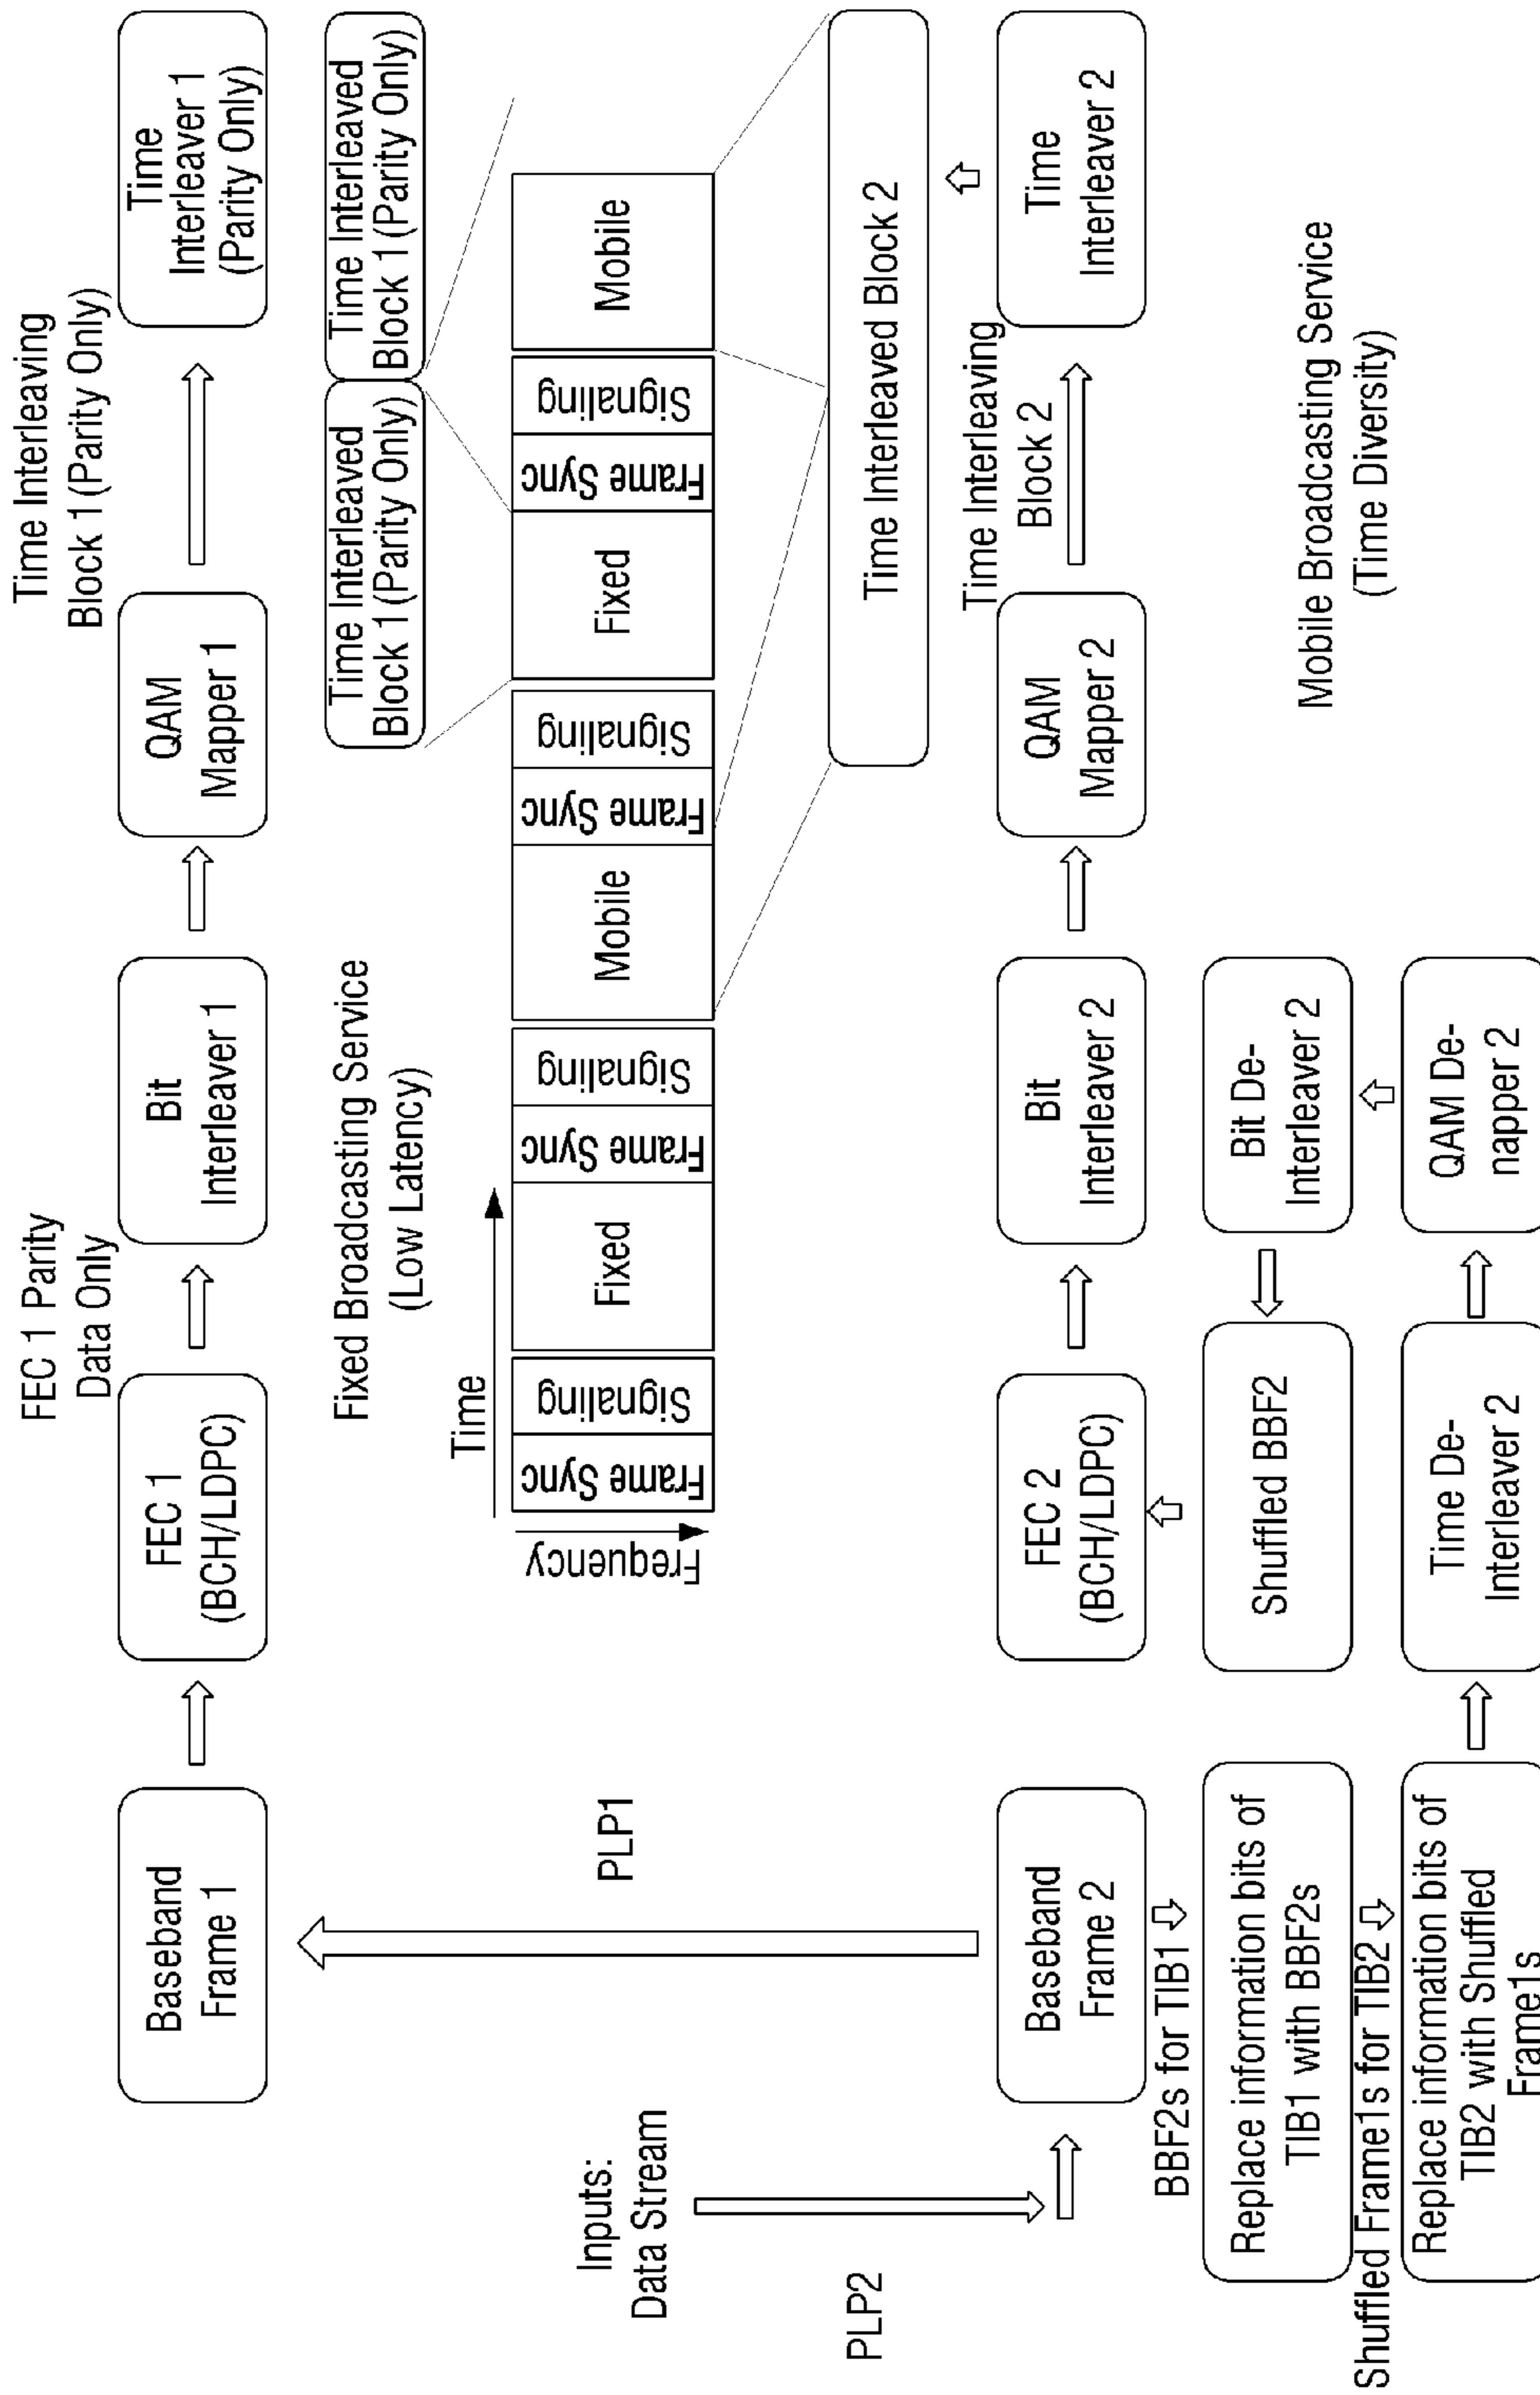 FEC 1 Parity
Data Only
Time Interleaving
Block 1 (Parity Only)
Baseband
Frame 1
FEC 1
(BCH/LDPC)
Bit
Interleaver 1
QAM
Mapper 1
Time
Interleaver 1
(Parity Only)
Fixed Broadcasting Service
(Low Latency)
Time Interleaved
Block 1 (Parity Only)
Time Interleaved
Block 1 (Parity Only)
Time
Frequency
Frame Sync
Signaling
Fixed
Frame Sync
Signaling
Mobile
Frame Sync
Signaling
Fixed
Frame Sync
Signaling
Mobile
Inputs:
Data Stream
PLP1
PLP2
Time Interleaved Block 2
Time Interleaving
Block 2
Baseband
Frame 2
FEC 2
(BCH/LDPC)
Bit
Interleaver 2
QAM
Mapper 2
Time
Interleaver 2
BBF2s for TIB1
Replace information bits of
TIB1 with BBF2s
Shuffled BBF2
Bit De-
Interleaver 2
Mobile Broadcasting Service
(Time Diversity)
Shuffled Frame1s for TIB2
Replace information bits of
TIB2 with Shuffled
Frame1s
Time De-
Interleaver 2
QAM De-
napper 2